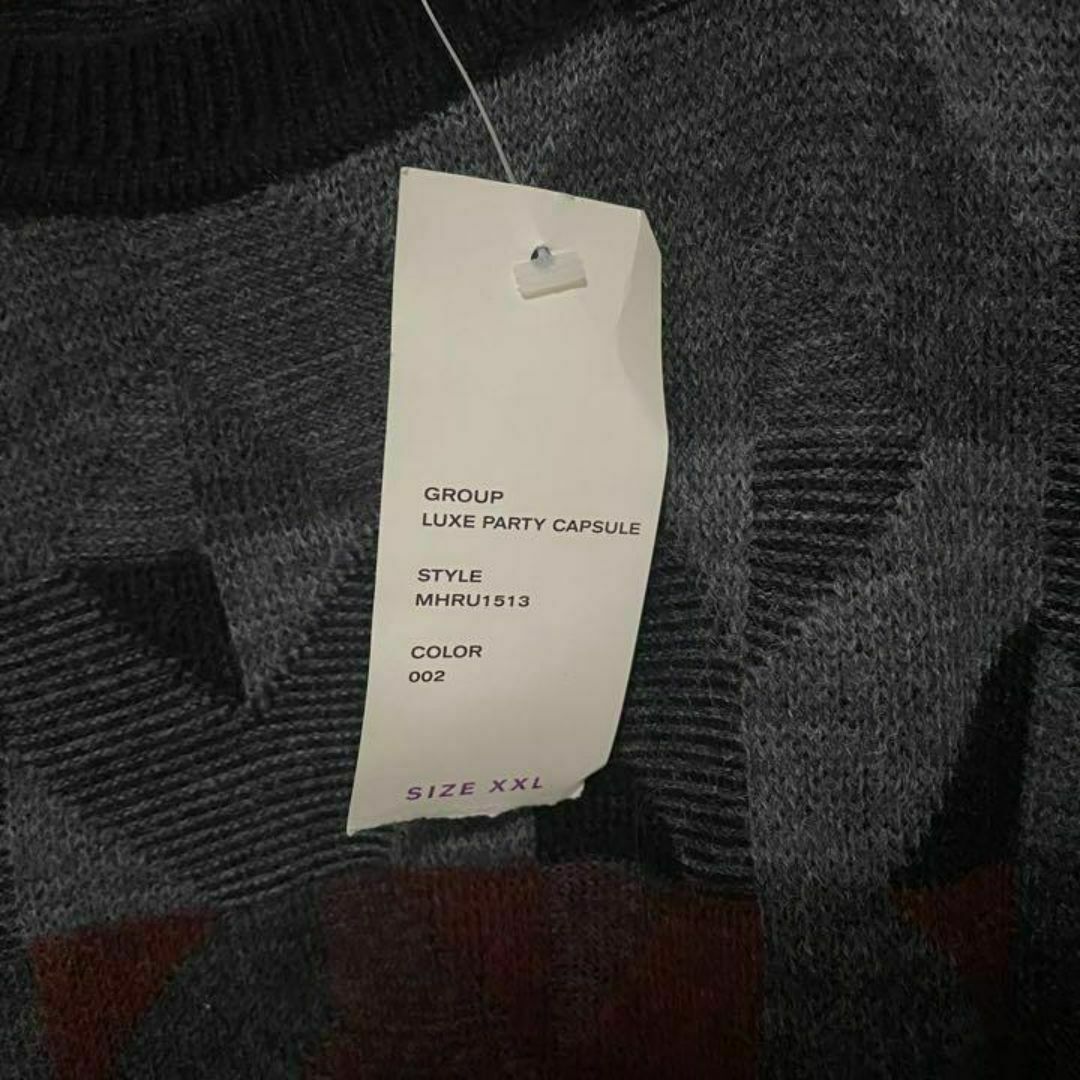 GROUP
LUXE PARTY CAPSULE
STYLE
MHRU1513
COLOR
002
SIZE XXL